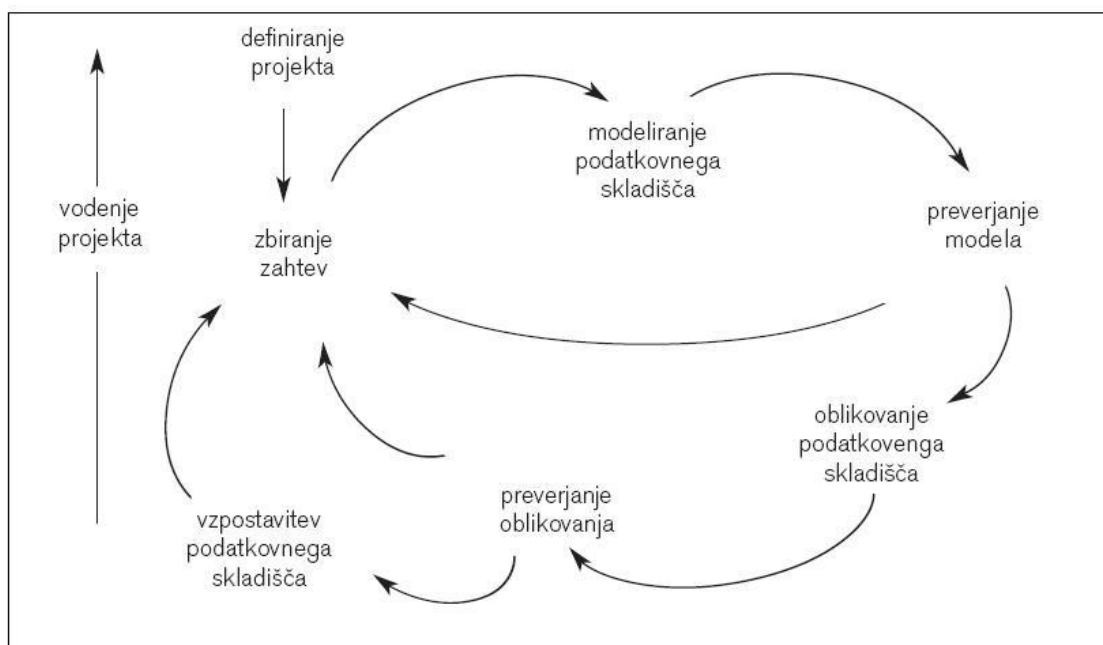 definiranje
projekta
modeliranje
podatkovnega
skladišča
vodenje
projekta
zbiranje
zahtev
preverjanje
modela
oblikovanje
podatkovenga
skladišča
preverjanje
oblikovanja
vzpostavitev
podatkovnega
skladišča